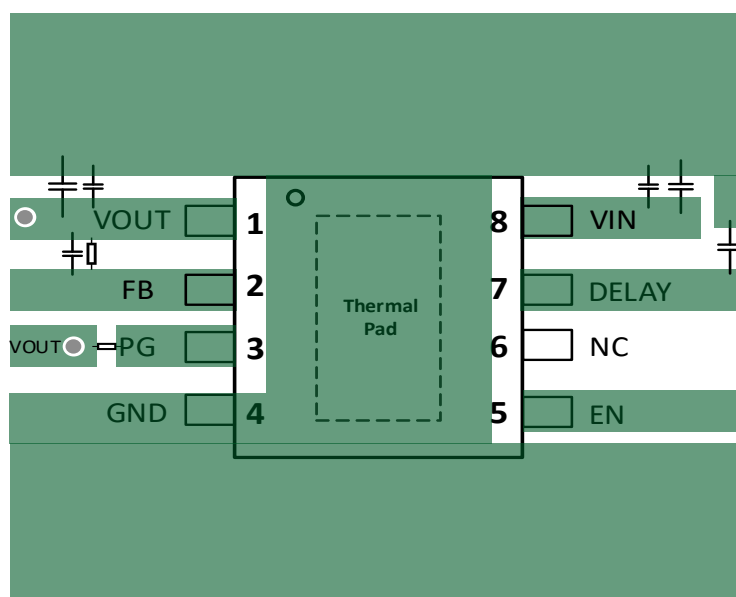 VOUT 1 8 VIN
FB 2 7 DELAY
Thermal
Pad
VOUT PG 3 6 NC
GND 4 5 EN